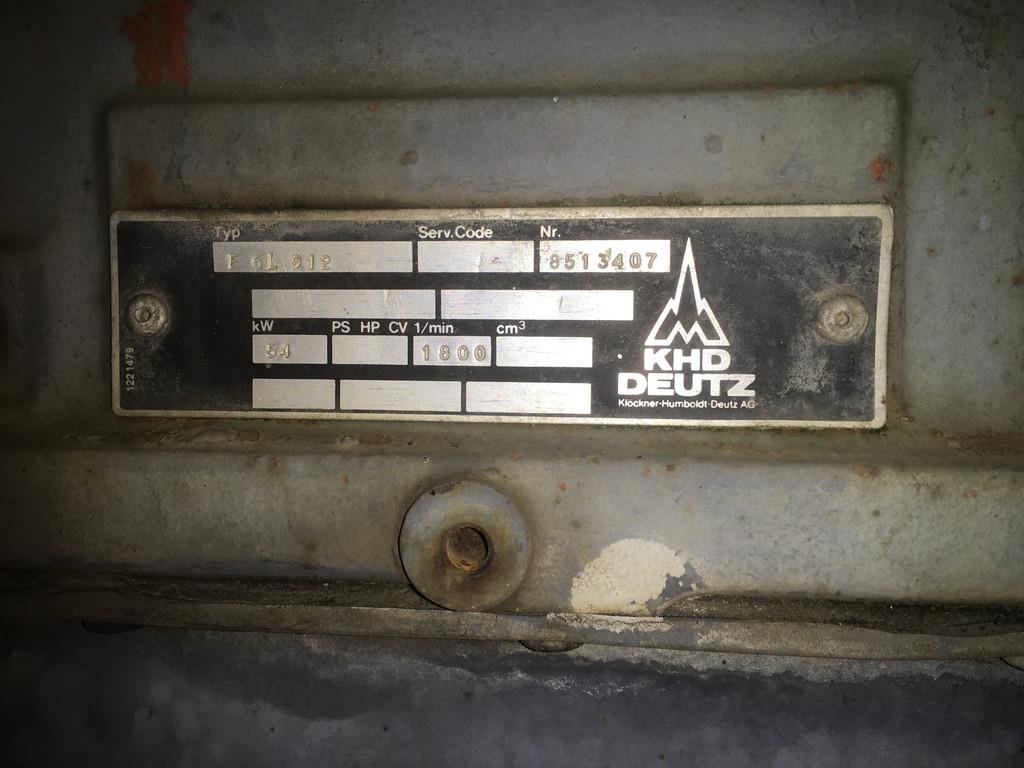 Typ Serv.Code Nr.
F 6L 912 8513407
kW PS HP CV 1/min cm³
54 1800
KHD
DEUTZ
Klöckner-Humboldt-Deutz AG
1221479